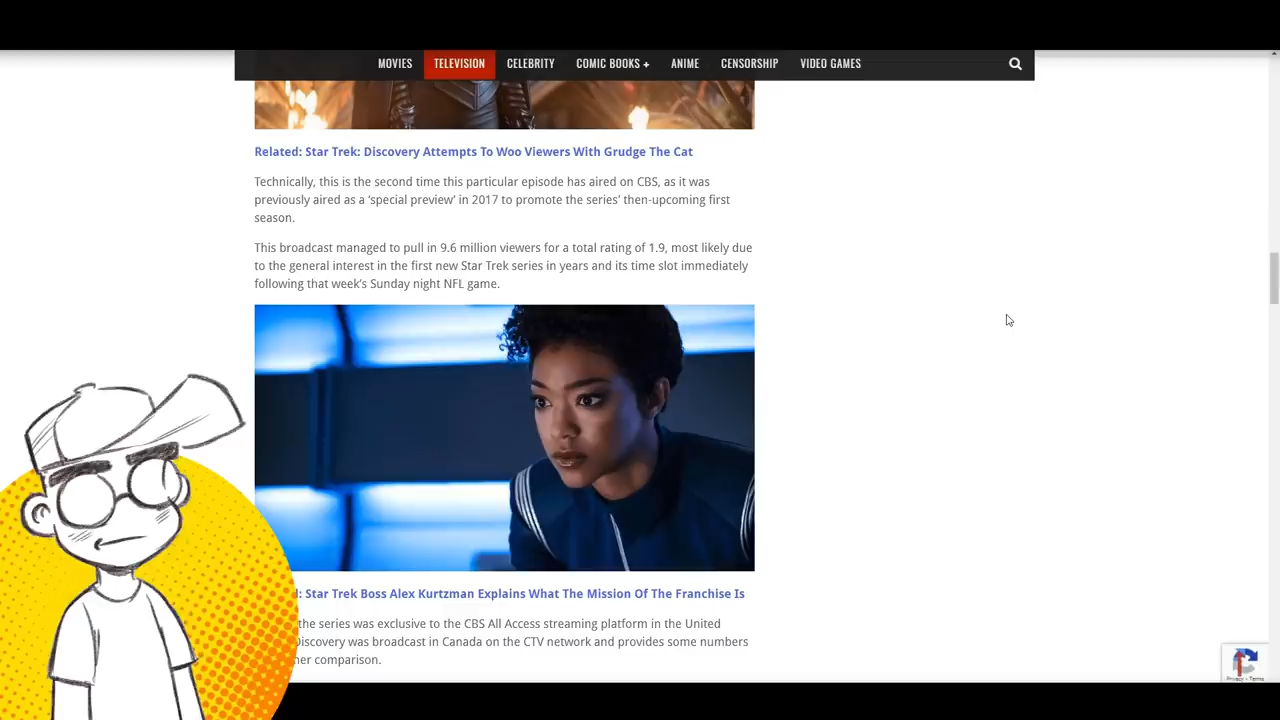 MOVIES TELEVISION CELEBRITY COMIC BOOKS + ANIME CENSORSHIP VIDEO GAMES
Related: Star Trek: Discovery Attempts To Woo Viewers With Grudge The Cat
Technically, this is the second time this particular episode has aired on CBS, as it was
previously aired as a ‘special preview’ in 2017 to promote the series’ then-upcoming first
season.
This broadcast managed to pull in 9.6 million viewers for a total rating of 1.9, most likely due
to the general interest in the first new Star Trek series in years and its time slot immediately
following that week’s Sunday night NFL game.
: Star Trek Boss Alex Kurtzman Explains What The Mission Of The Franchise Is
the series was exclusive to the CBS All Access streaming platform in the United
Discovery was broadcast in Canada on the CTV network and provides some numbers
her comparison.
Privacy - Terms